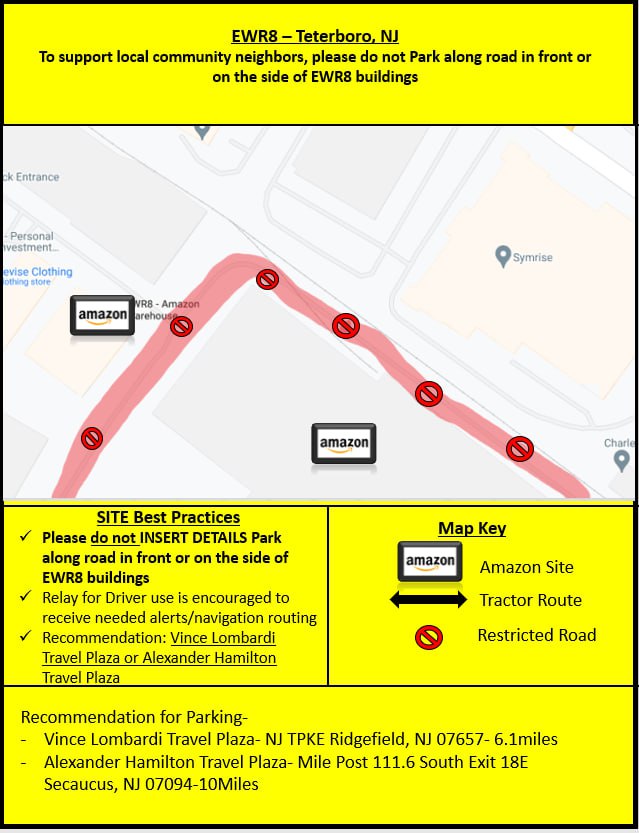 EWR8 – Teterboro, NJ
To support local community neighbors, please do not Park along road in front or
on the side of EWR8 buildings
ck Entrance
- Personal
nvestment...
evise Clothing
lothing store
WR8 - Amazon
arehouse
amazon
Symrise
amazon
Charle
SITE Best Practices
✓ Please do not INSERT DETAILS Park
along road in front or on the side of
EWR8 buildings
✓ Relay for Driver use is encouraged to
receive needed alerts/navigation routing
✓ Recommendation: Vince Lombardi
Travel Plaza or Alexander Hamilton
Travel Plaza
Map Key
amazon Amazon Site
Tractor Route
Restricted Road
Recommendation for Parking-
- Vince Lombardi Travel Plaza- NJ TPKE Ridgefield, NJ 07657- 6.1miles
- Alexander Hamilton Travel Plaza- Mile Post 111.6 South Exit 18E
Secaucus, NJ 07094-10Miles